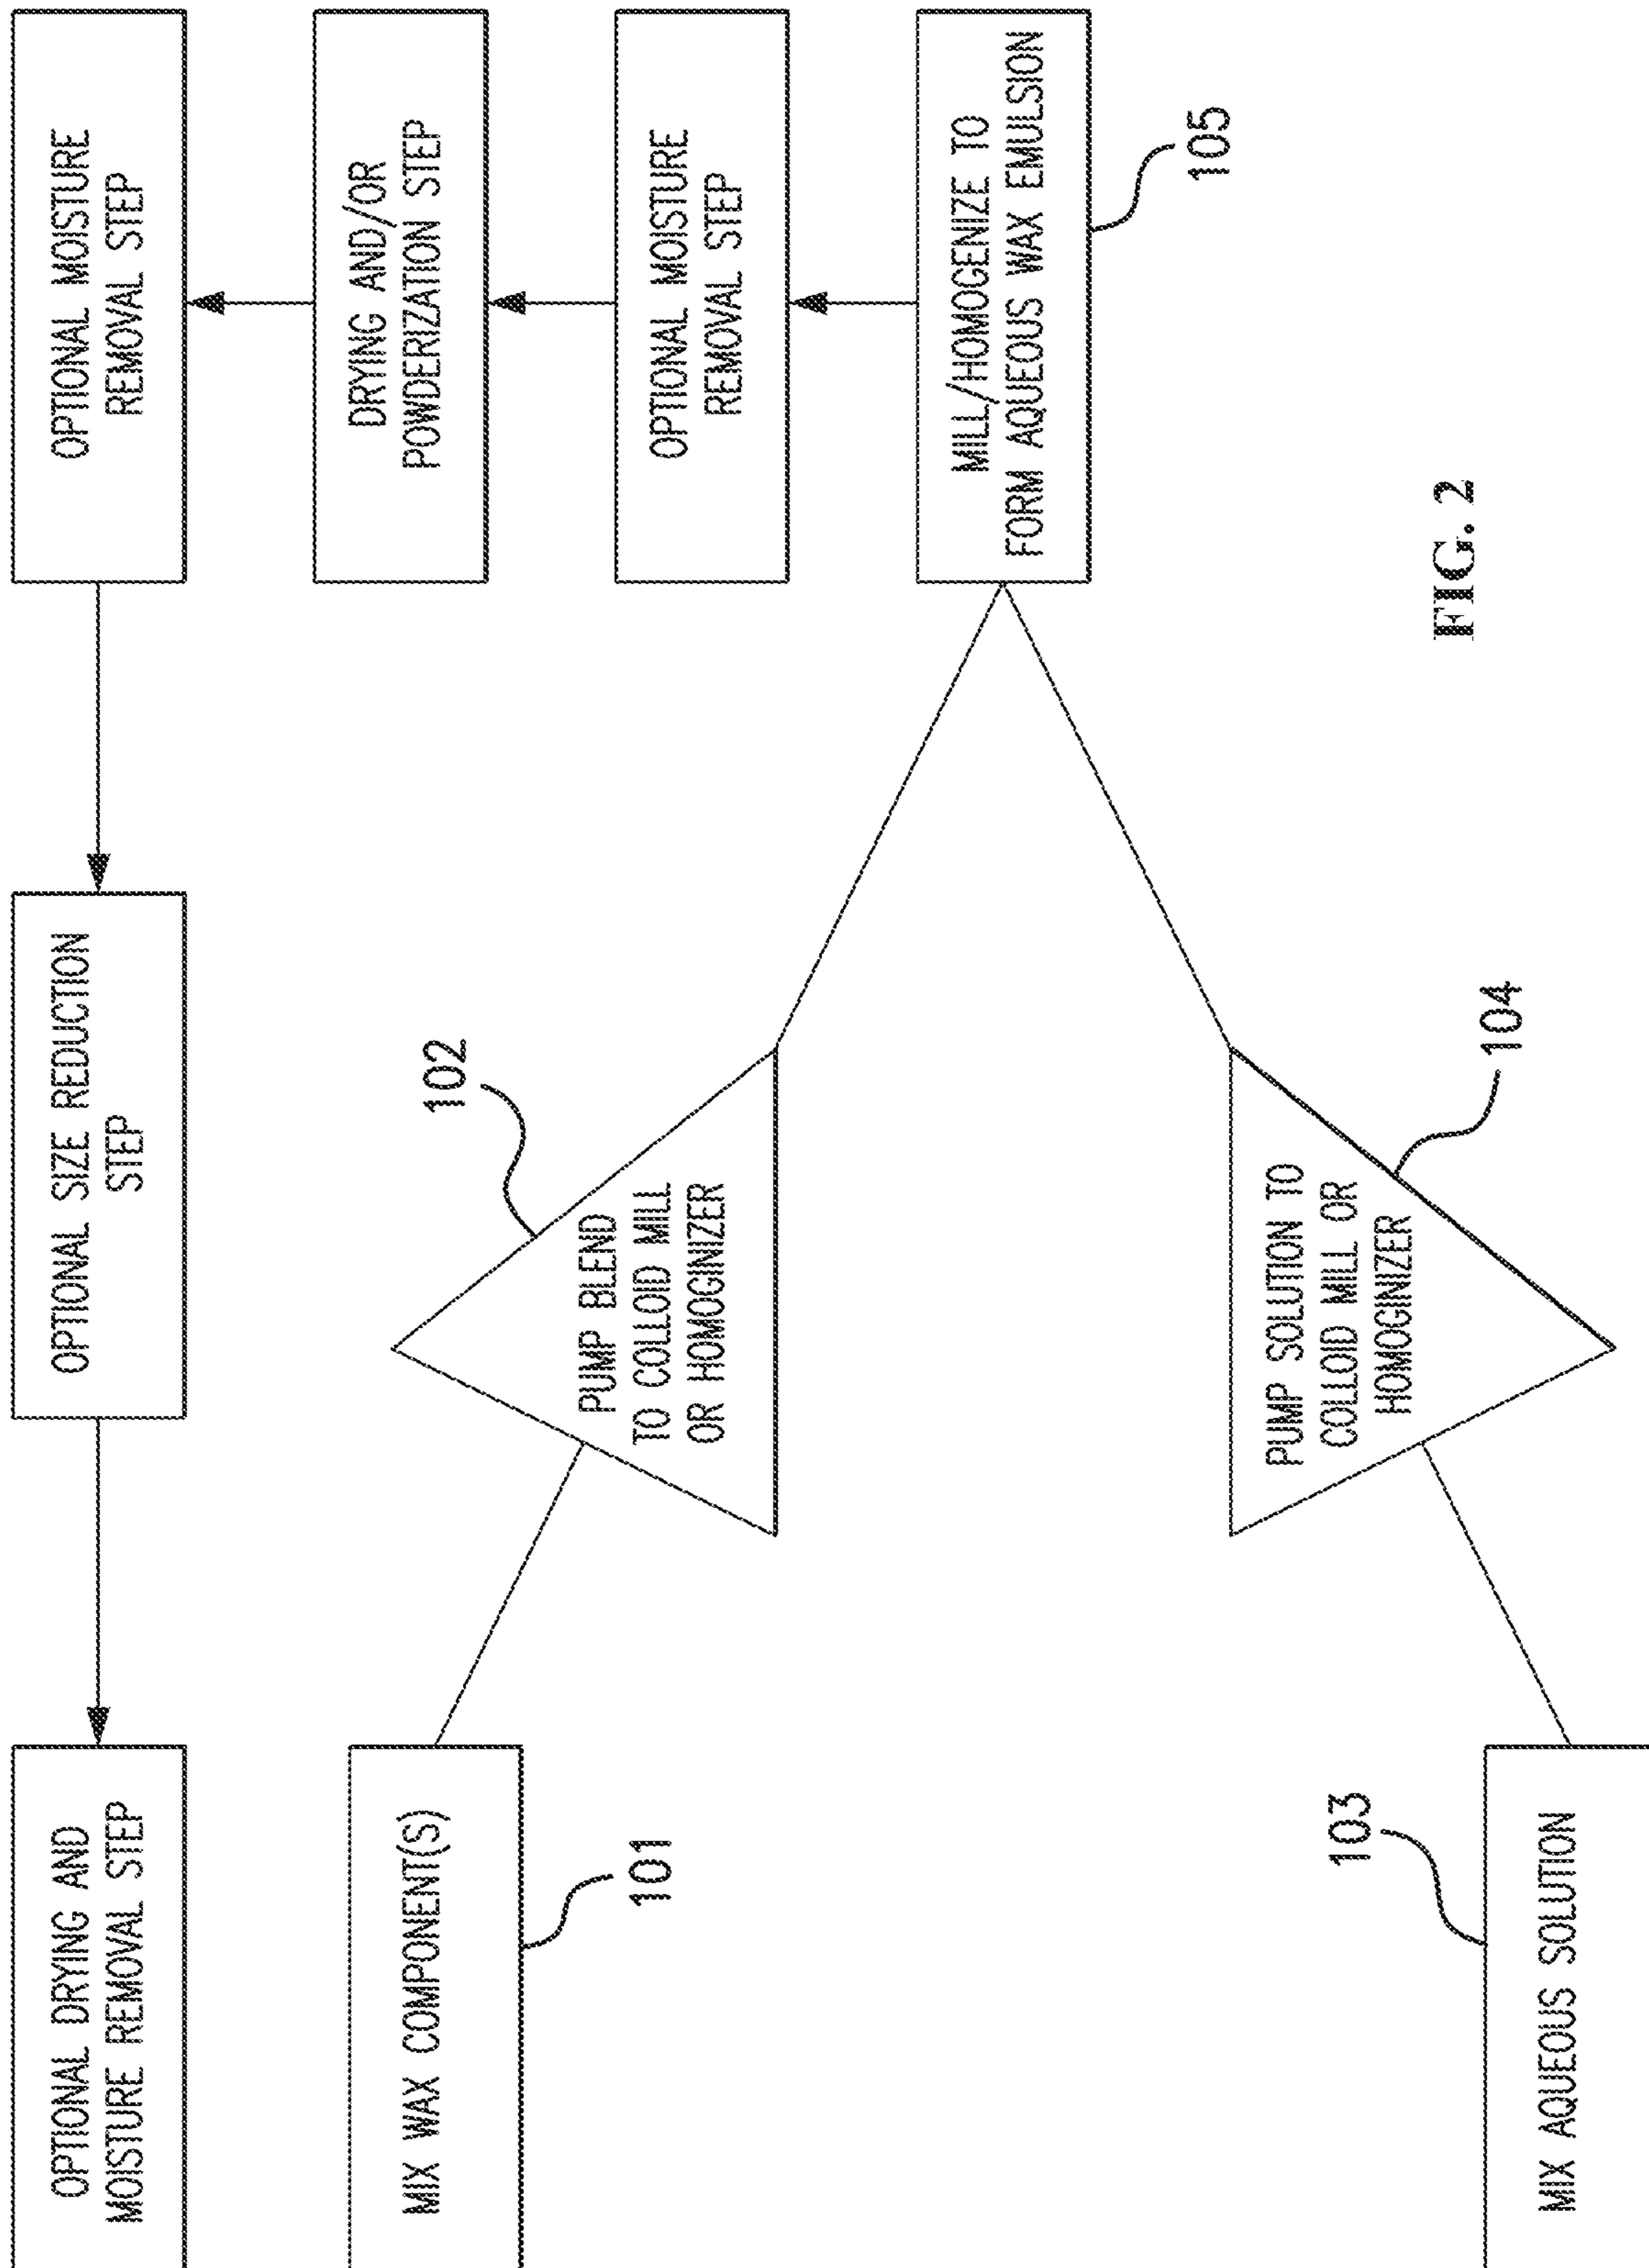 OPTIONAL DRYING AND
MOISTURE REMOVAL STEP
OPTIONAL SIZE REDUCTION
STEP
OPTIONAL MOISTURE
REMOVAL STEP
DRYING AND/OR
POWDERIZATION STEP
OPTIONAL MOISTURE
REMOVAL STEP
MILL/HOMOGENIZE TO
FORM AQUEOUS WAX EMULSION
105
MIX WAX COMPONENT(S)
101
102
PUMP BLEND
TO COLLOID MILL
OR HOMOGINIZER
103
MIX AQUEOUS SOLUTION
PUMP SOLUTION TO
COLLOID MILL OR
HOMOGINIZER
104
FIG. 2